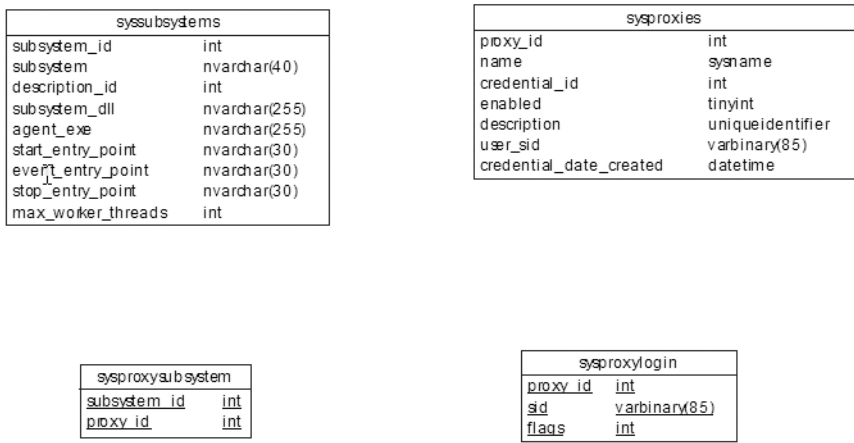 syssubsystems
subsystem_id int
subsystem nvarchar(40)
description_id int
subsystem_dll nvarchar(255)
agent_exe nvarchar(255)
start_entry_point nvarchar(30)
event_entry_point nvarchar(30)
stop_entry_point nvarchar(30)
max_worker_threads int
sysproxies
proxy_id int
name sysname
credential_id int
enabled tinyint
description uniqueidentifier
user_sid varbinary(85)
credential_date_created datetime
sysproxysubsystem
subsystem_id int
proxy_id int
sysproxylogin
proxy_id int
sid varbinary(85)
flags int